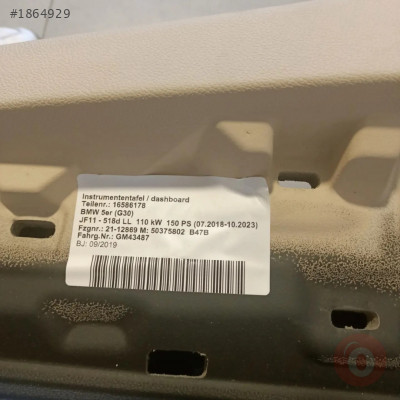 #1864929
Instrumententafel / dashboard
Teilenr.: 16586178
BMW 5er (G30)
JF11 - 518d LL 110 kW 150 PS (07.2018-10.2023)
Fzgnr.: 21-12869 M: 50375802 B47B
Fahrg.Nr.: GM43487
BJ: 09/2019